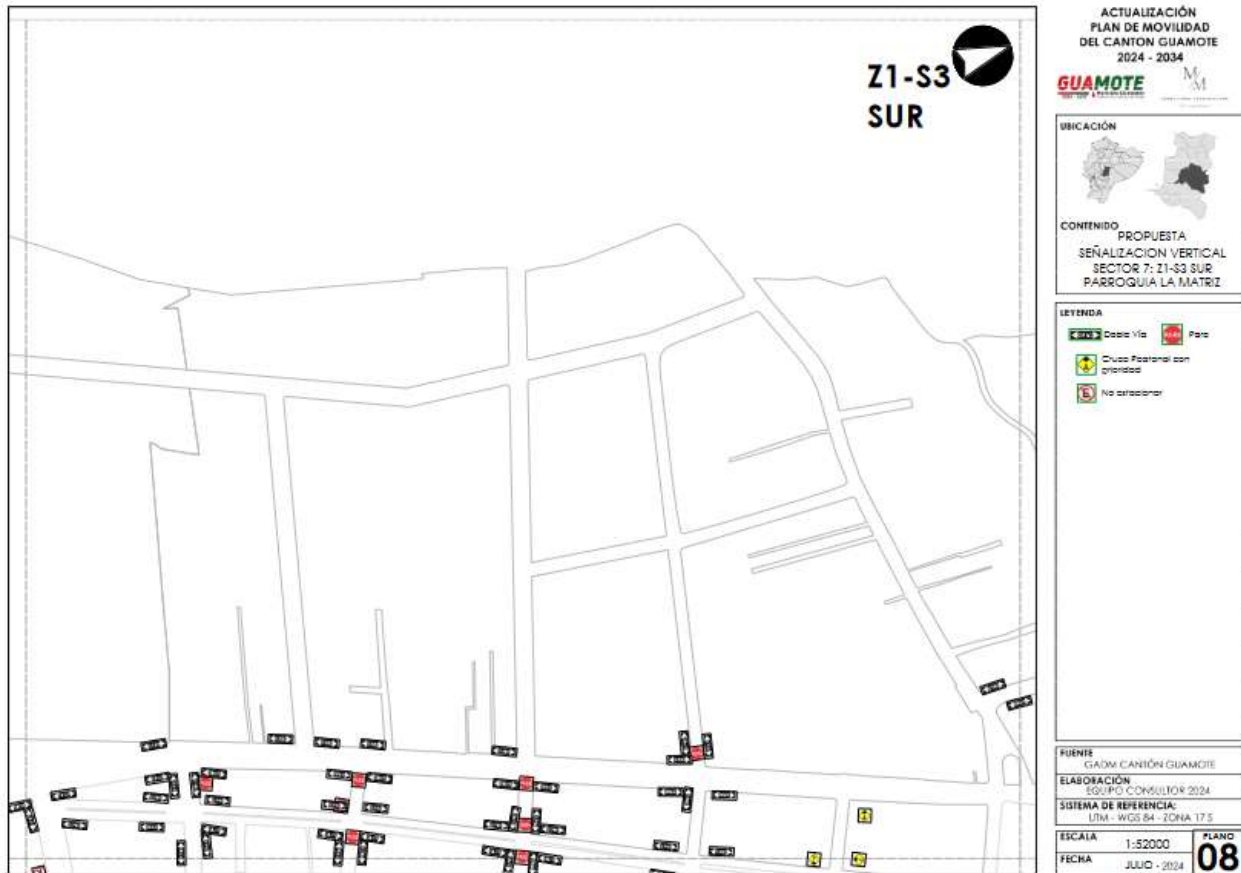 Z1-S3
SUR
ACTUALIZACIÓN
PLAN DE MOVILIDAD
DEL CANTON GUAMOTE
2024 - 2034
GUAMOTE
M
M
UBICACIÓN
CONTENIDO
PROPUESTA
SEÑALIZACION VERTICAL
SECTOR 7: Z1-S3 SUR
PARROQUIA LA MATRIZ
LEYENDA
Doble Vía
Pare
Cruce Peatonal con
prioridad
No estacionar
FUENTE
GADM CANTÓN GUAMOTE
ELABORACIÓN
EQUIPO CONSULTOR 2024
SISTEMA DE REFERENCIA:
UTM - WGS 84 - ZONA 17 S
ESCALA
1:52000
PLANO
08
FECHA
JULIO - 2024